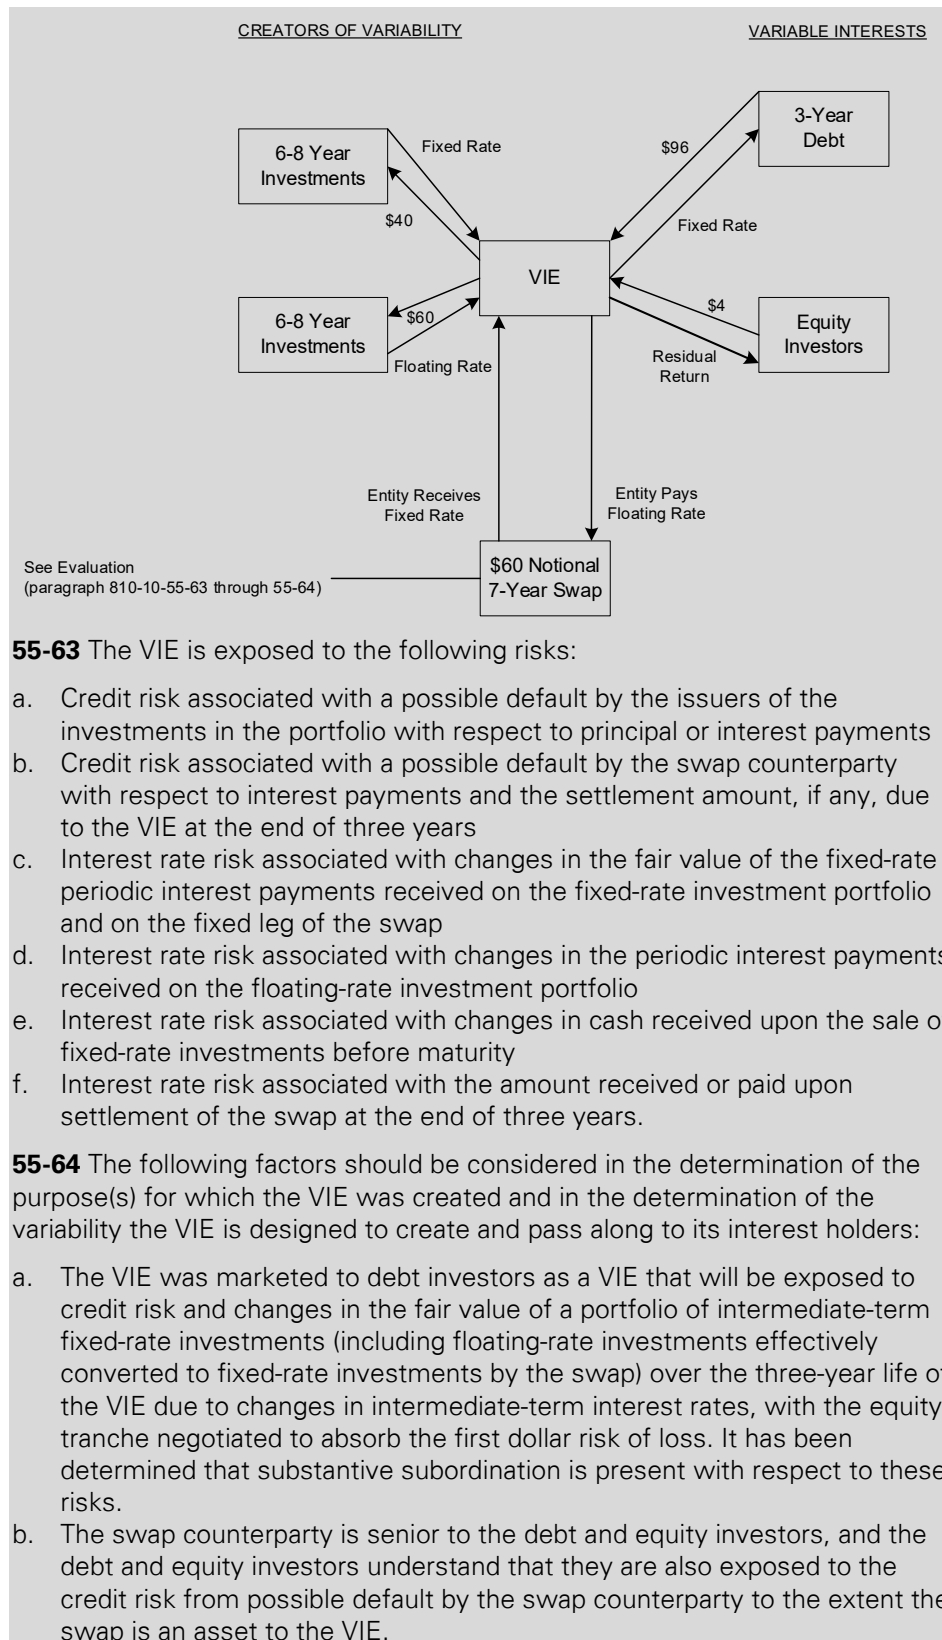 CREATORS OF VARIABILITY
VARIABLE INTERESTS
3-Year
Debt
6-8 Year
Investments
Fixed Rate
$96
$40
Fixed Rate
VIE
6-8 Year
Investments
$60
Floating Rate
$4
Equity
Investors
Residual
Return
Entity Receives
Fixed Rate
Entity Pays
Floating Rate
See Evaluation
(paragraph 810-10-55-63 through 55-64)
$60 Notional
7-Year Swap
55-63 The VIE is exposed to the following risks:
a. Credit risk associated with a possible default by the issuers of the
investments in the portfolio with respect to principal or interest payments
b. Credit risk associated with a possible default by the swap counterparty
with respect to interest payments and the settlement amount, if any, due
to the VIE at the end of three years
c. Interest rate risk associated with changes in the fair value of the fixed-rate
periodic interest payments received on the fixed-rate investment portfolio
and on the fixed leg of the swap
d. Interest rate risk associated with changes in the periodic interest payments
received on the floating-rate investment portfolio
e. Interest rate risk associated with changes in cash received upon the sale o
fixed-rate investments before maturity
f. Interest rate risk associated with the amount received or paid upon
settlement of the swap at the end of three years.
55-64 The following factors should be considered in the determination of the
purpose(s) for which the VIE was created and in the determination of the
variability the VIE is designed to create and pass along to its interest holders:
a. The VIE was marketed to debt investors as a VIE that will be exposed to
credit risk and changes in the fair value of a portfolio of intermediate-term
fixed-rate investments (including floating-rate investments effectively
converted to fixed-rate investments by the swap) over the three-year life of
the VIE due to changes in intermediate-term interest rates, with the equity
tranche negotiated to absorb the first dollar risk of loss. It has been
determined that substantive subordination is present with respect to these
risks.
b. The swap counterparty is senior to the debt and equity investors, and the
debt and equity investors understand that they are also exposed to the
credit risk from possible default by the swap counterparty to the extent the
swap is an asset to the VIE.